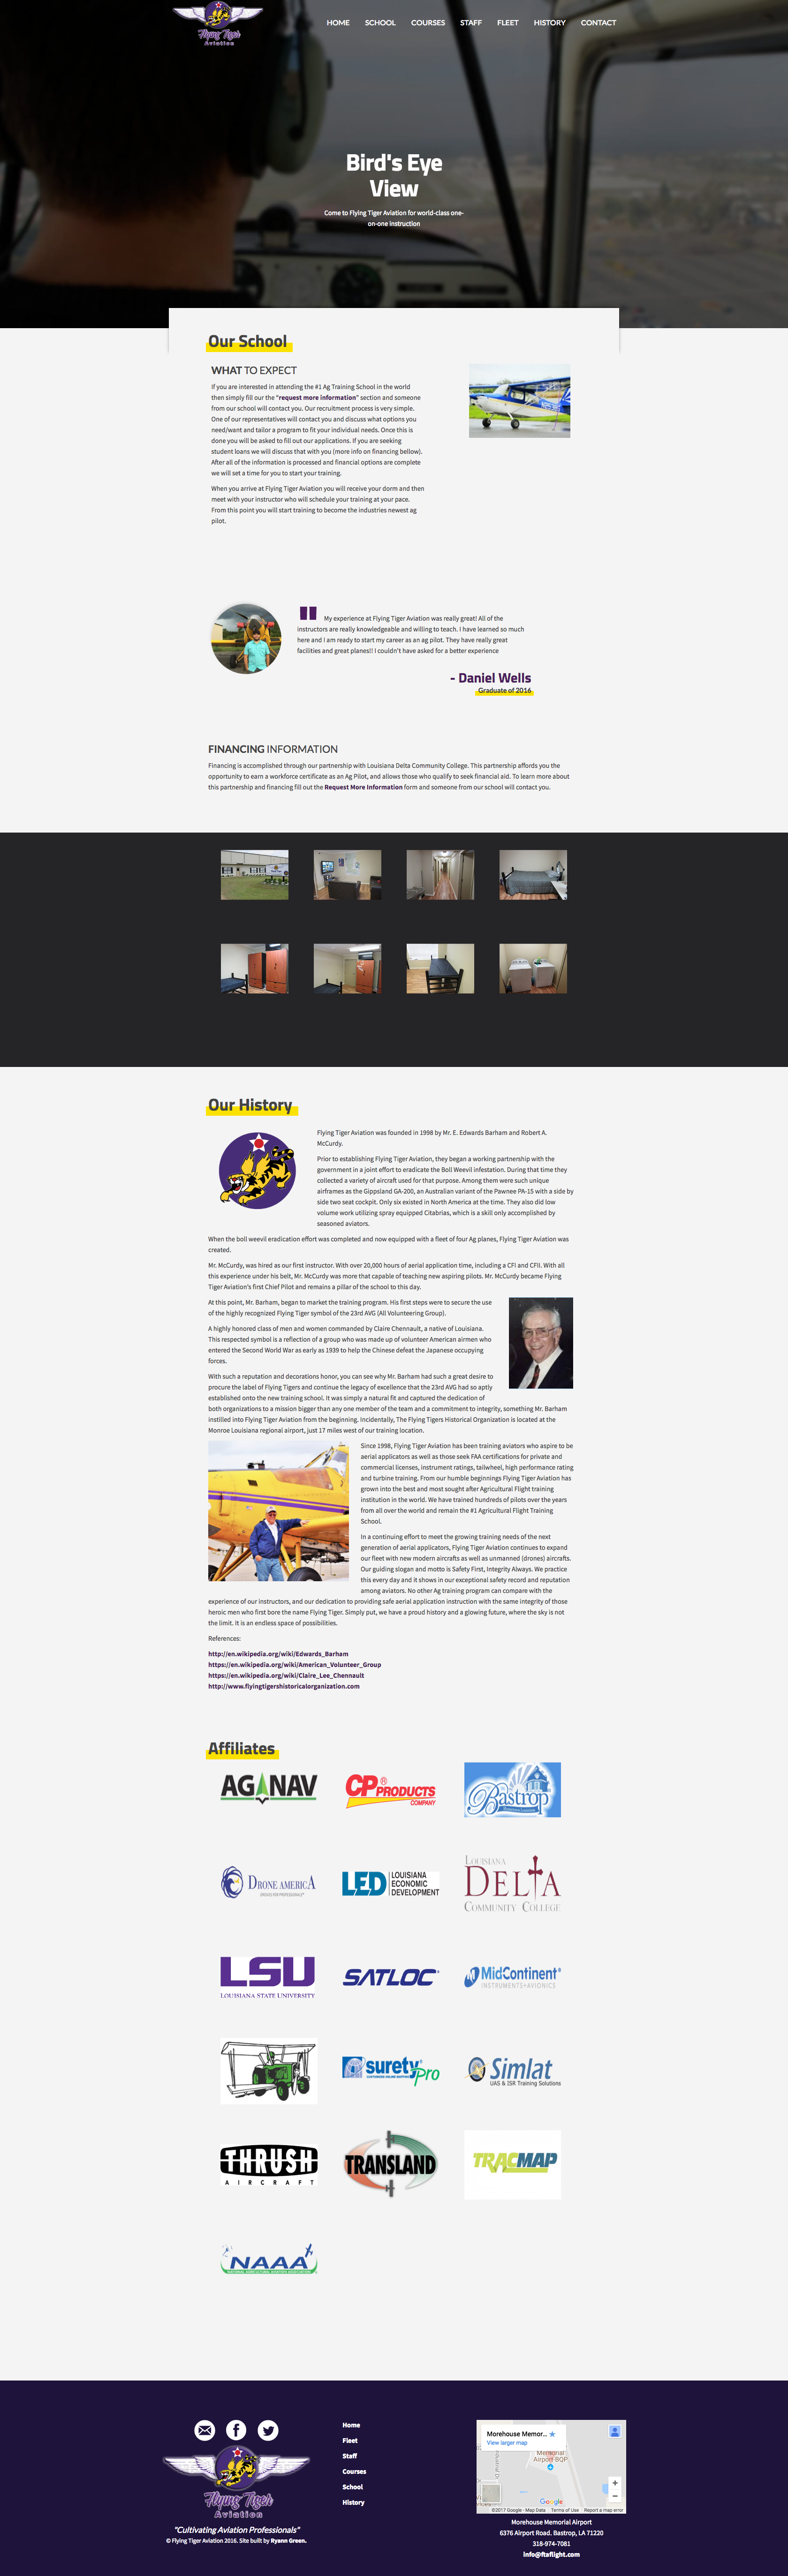 Flying Tiger
Aviation
HOME SCHOOL COURSES STAFF FLEET HISTORY CONTACT
Bird's Eye
View
Come to Flying Tiger Aviation for world-class one-
on-one instruction
Our School
WHAT TO EXPECT
If you are interested in attending the #1 Ag Training School in the world
then simply fill our the "request more information" section and someone
from our school will contact you. Our recruitment process is very simple.
One of our representatives will contact you and discuss what options you
need/want and tailor a program to fit your individual needs. Once this is
done you will be asked to fill out our applications. If you are seeking
student loans we will discuss that with you (more info on financing bellow).
After all of the information is processed and financial options are complete
we will set a time for you to start your training.
When you arrive at Flying Tiger Aviation you will receive your dorm and then
meet with your instructor who will schedule your training at your pace.
From this point you will start training to become the industries newest ag
pilot.
" My experience at Flying Tiger Aviation was really great! All of the
instructors are really knowledgeable and willing to teach. I have learned so much
here and I am ready to start my career as an ag pilot. They have really great
facilities and great planes!! I couldn't have asked for a better experience
- Daniel Wells
Graduate of 2016
FINANCING INFORMATION
Financing is accomplished through our partnership with Louisiana Delta Community College. This partnership affords you the
opportunity to earn a workforce certificate as an Ag Pilot, and allows those who qualify to seek financial aid. To learn more about
this partnership and financing fill out the Request More Information form and someone from our school will contact you.
Our History
Flying Tiger Aviation was founded in 1998 by Mr. E. Edwards Barham and Robert A.
McCurdy.
Prior to establishing Flying Tiger Aviation, they began a working partnership with the
government in a joint effort to eradicate the Boll Weevil infestation. During that time they
collected a variety of aircraft used for that purpose. Among them were such unique
airframes as the Gippsland GA-200, an Australian variant of the Pawnee PA-15 with a side by
side two seat cockpit. Only six existed in North America at the time. They also did low
volume work utilizing spray equipped Citabrias, which is a skill only accomplished by
seasoned aviators.
When the boll weevil eradication effort was completed and now equipped with a fleet of four Ag planes, Flying Tiger Aviation was
created.
Mr. McCurdy, was hired as our first instructor. With over 20,000 hours of aerial application time, including a CFI and CFII. With all
this experience under his belt, Mr. McCurdy was more that capable of teaching new aspiring pilots. Mr. McCurdy became Flying
Tiger Aviation's first Chief Pilot and remains a pillar of the school to this day.
At this point, Mr. Barham, began to market the training program. His first steps were to secure the use
of the highly recognized Flying Tiger symbol of the 23rd AVG (All Volunteering Group).
A highly honored class of men and women commanded by Claire Chennault, a native of Louisiana.
This respected symbol is a reflection of a group who was made up of volunteer American airmen who
entered the Second World War as early as 1939 to help the Chinese defeat the Japanese occupying
forces.
With such a reputation and decorations honor, you can see why Mr. Barham had such a great desire to
procure the label of Flying Tigers and continue the legacy of excellence that the 23rd AVG had so aptly
established onto the new training school. It was simply a natural fit and captured the dedication of
both organizations to a mission bigger than any one member of the team and a commitment to integrity, something Mr. Barham
instilled into Flying Tiger Aviation from the beginning. Incidentally, The Flying Tigers Historical Organization is located at the
Monroe Louisiana regional airport, just 17 miles west of our training location.
Since 1998, Flying Tiger Aviation has been training aviators who aspire to be
aerial applicators as well as those seek FAA certifications for private and
commercial licenses, instrument ratings, tailwheel, high performance rating
and turbine training. From our humble beginnings Flying Tiger Aviation has
grown into the best and most sought after Agricultural Flight training
institution in the world. We have trained hundreds of pilots over the years
from all over the world and remain the #1 Agricultural Flight Training
School.
In a continuing effort to meet the growing training needs of the next
generation of aerial applicators, Flying Tiger Aviation continues to expand
our fleet with new modern aircrafts as well as unmanned (drones) aircrafts.
Our guiding slogan and motto is Safety First, Integrity Always. We practice
this every day and it shows in our exceptional safety record and reputation
among aviators. No other Ag training program can compare with the
experience of our instructors, and our dedication to providing safe aerial application instruction with the same integrity of those
heroic men who first bore the name Flying Tiger. Simply put, we have a proud history and a glowing future, where the sky is not
the limit. It is an endless space of possibilities.
References:
http://en.wikipedia.org/wiki/Edwards_Barham
https://en.wikipedia.org/wiki/American_Volunteer_Group
https://en.wikipedia.org/wiki/Claire_Lee_Chennault
http://www.flyingtigershistoricalorganization.com
Affiliates
AG NAV
CP® PRODUCTS
COMPANY
Bastrop
DRONE AMERICA
LED LOUISIANA
ECONOMIC
DEVELOPMENT
LOUISIANA
DELTA
COMMUNITY COLLEGE
LSU
LOUISIANA STATE UNIVERSITY
SATLOC®
MidContinent®
INSTRUMENTS+AVIONICS
surety Pro
Simlat
UAS & ISR Training Solutions
THRUSH
AIRCRAFT
TRANSLAND
TRACMAP
NAAA
NATIONAL AGRICULTURAL AVIATION ASSOCIATION
Flying Tiger
Aviation
"Cultivating Aviation Professionals"
© Flying Tiger Aviation 2016. Site built by Ryann Green.
Home
Fleet
Staff
Courses
School
History
Morehouse Memor...
View larger map
Memorial
Airport BQP
Google
©2017 Google - Map Data Terms of Use Report a map error
Morehouse Memorial Airport
6376 Airport Road. Bastrop, LA 71220
318-974-7081
info@ftaflight.com